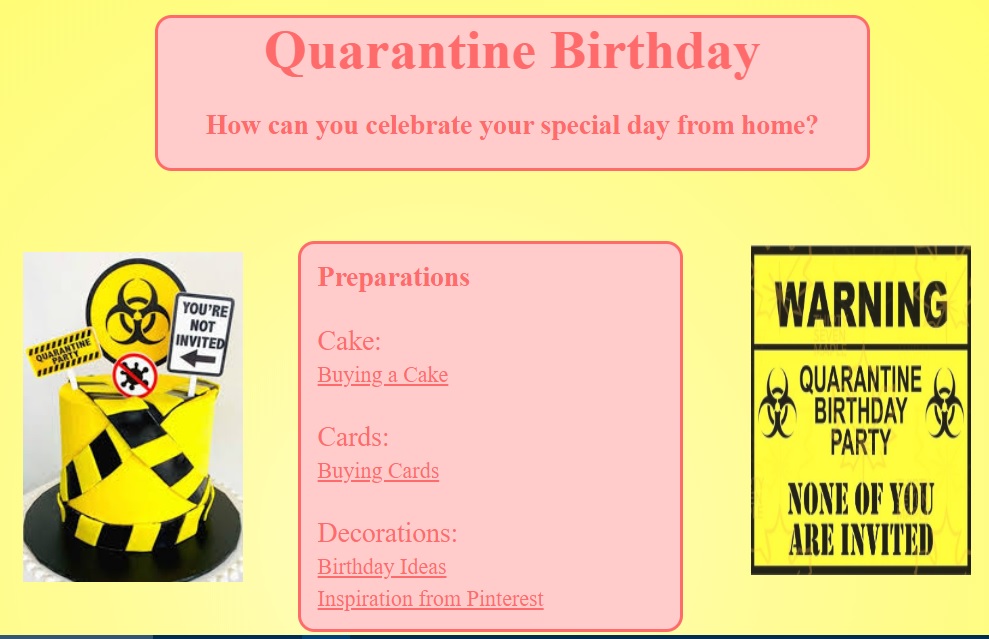 Quarantine Birthday
How can you celebrate your special day from home?
YOU'RE
NOT
INVITED
QUARANTINE
PARTY
Preparations
Cake:
Buying a Cake
Cards:
Buying Cards
Decorations:
Birthday Ideas
Inspiration from Pinterest
WARNING
QUARANTINE
BIRTHDAY
PARTY
NONE OF YOU
ARE INVITED